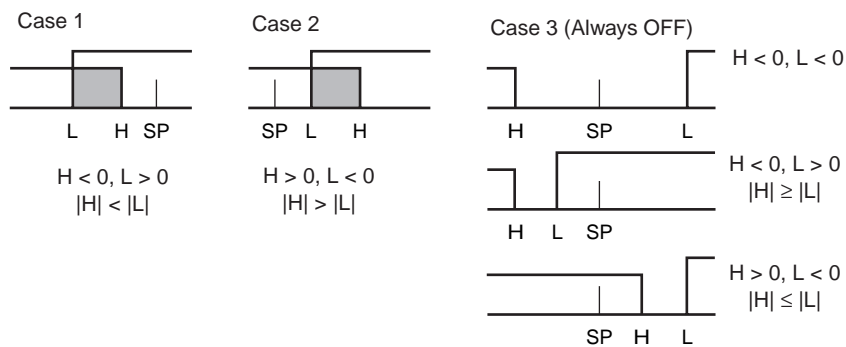 Case 1
L H SP
H < 0, L > 0
|H| < |L|
Case 2
SP L H
H > 0, L < 0
|H| > |L|
Case 3 (Always OFF)
H SP L
H < 0, L < 0
H L SP
H < 0, L > 0
|H| ≥ |L|
SP H L
H > 0, L < 0
|H| ≤ |L|